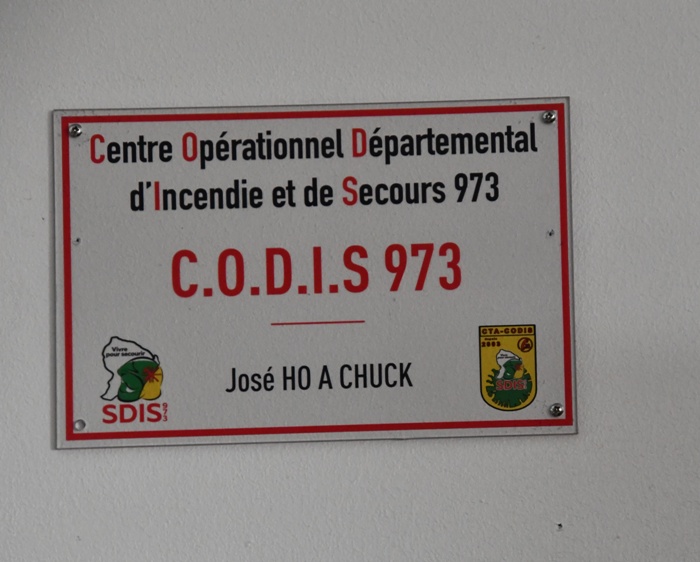 Centre Opérationnel Départemental
d'Incendie et de Secours 973
C.O.D.I.S 973
Vivre
pour secourir
SDIS 973
José HO A CHUCK
CTA-CODIS
2003
SDIS